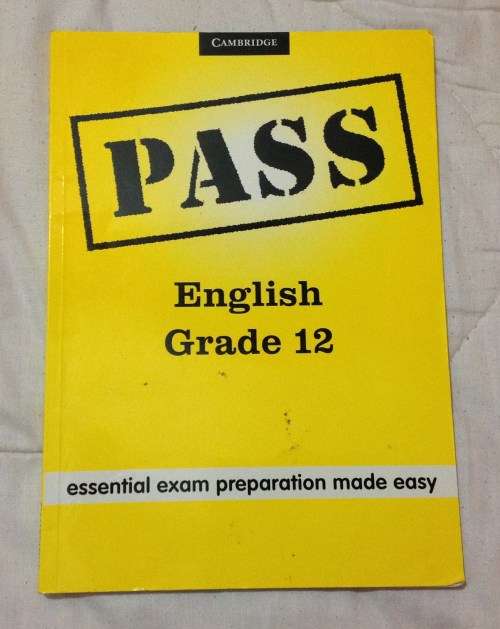 CAMBRIDGE
PASS
English
Grade 12
essential exam preparation made easy